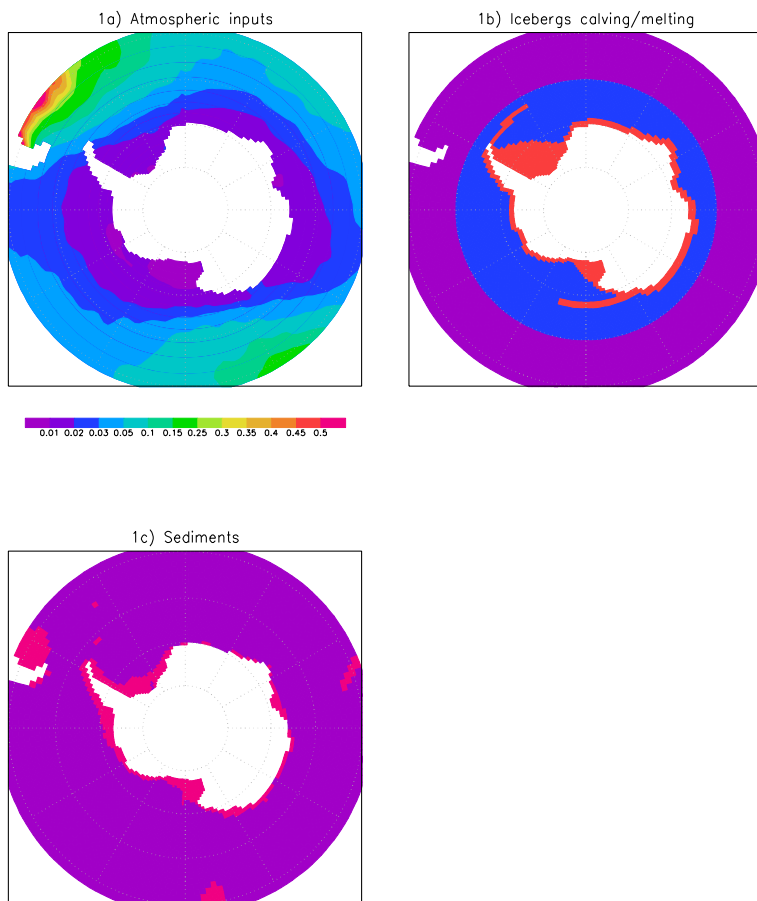 1a) Atmospheric inputs
1b) Icebergs calving/melting
0.01 0.02 0.03 0.05 0.1 0.15 0.25 0.3 0.35 0.4 0.45 0.5
1c) Sediments